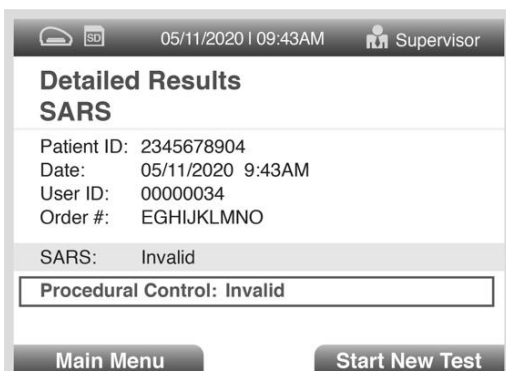 SD 05/11/2020 | 09:43AM Supervisor
Detailed Results
SARS
Patient ID: 2345678904
Date: 05/11/2020 9:43AM
User ID: 00000034
Order #: EGHIJKLMNO
SARS: Invalid
Procedural Control: Invalid
Main Menu Start New Test